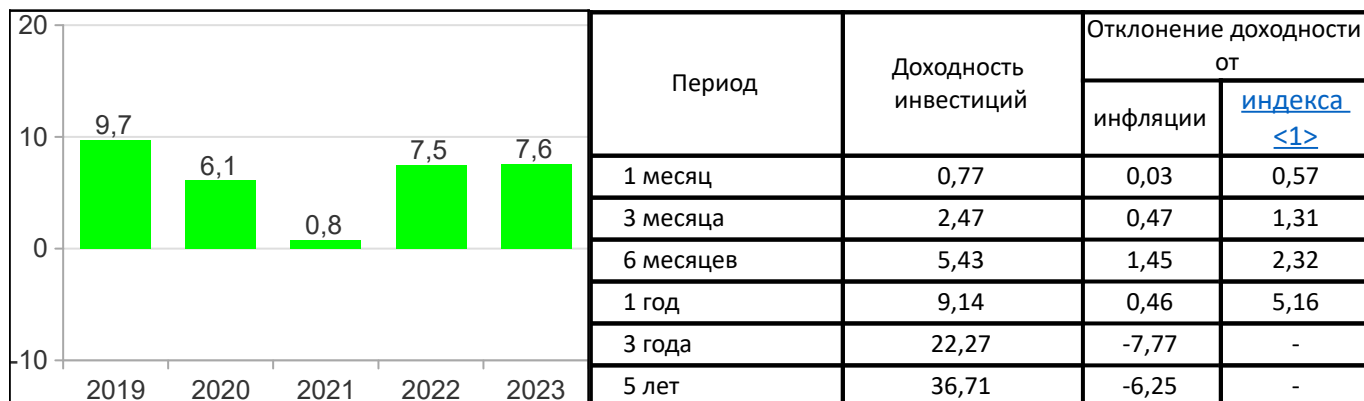 20
10
0
-10
9,7
6,1
0,8
7,5
7,6
2019 2020 2021 2022 2023
Период
Доходность
инвестиций
Отклонение доходности
от
инфляции
индекса
<1>
1 месяц 0,77 0,03 0,57
3 месяца 2,47 0,47 1,31
6 месяцев 5,43 1,45 2,32
1 год 9,14 0,46 5,16
3 года 22,27 -7,77 -
5 лет 36,71 -6,25 -